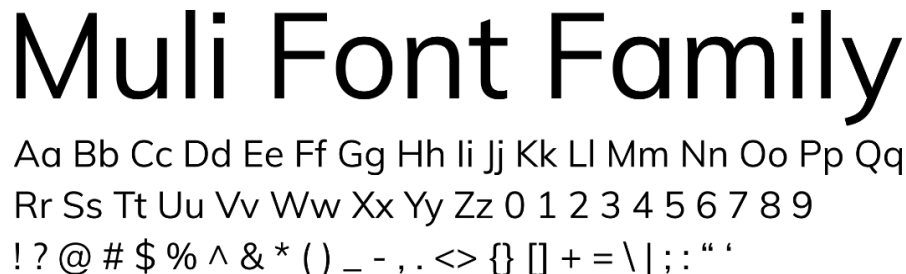 Muli Font Family
Aa Bb Cc Dd Ee Ff Gg Hh Ii Jj Kk Ll Mm Nn Oo Pp Qq
Rr Ss Tt Uu Vv Ww Xx Yy Zz 0 1 2 3 4 5 6 7 8 9
! ? @ # $ % ^ & * ( ) _ - , . <> {} [] + = \ | ; : “ ‘